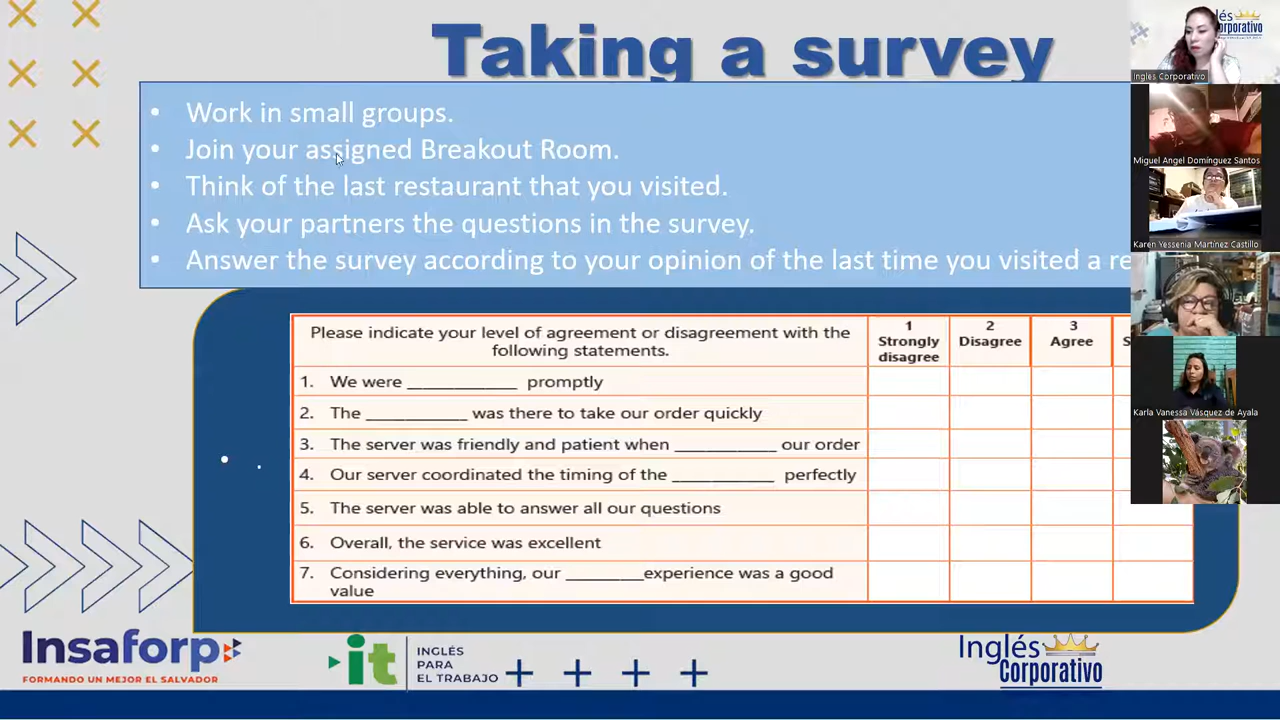 Taking a survey
• Work in small groups.
• Join your assigned Breakout Room.
• Think of the last restaurant that you visited.
• Ask your partners the questions in the survey.
• Answer the survey according to your opinion of the last time you visited a re
Please indicate your level of agreement or disagreement with the
following statements.
1
Strongly
disagree
2
Disagree
3
Agree
S
1. We were ____________ promptly
2. The ___________ was there to take our order quickly
3. The server was friendly and patient when ___________ our order
4. Our server coordinated the timing of the ___________ perfectly
5. The server was able to answer all our questions
6. Overall, the service was excellent
7. Considering everything, our ________experience was a good
value
lés
Corporativo
Ingles Corporativo
Miguel Angel Domínguez Santos
Karen Yessenia Martínez Castillo
Karla Vanessa Vásquez de Ayala
Insaforp
FORMANDO UN MEJOR EL SALVADOR
it
INGLÉS
PARA
EL TRABAJO
Inglés
Corporativo